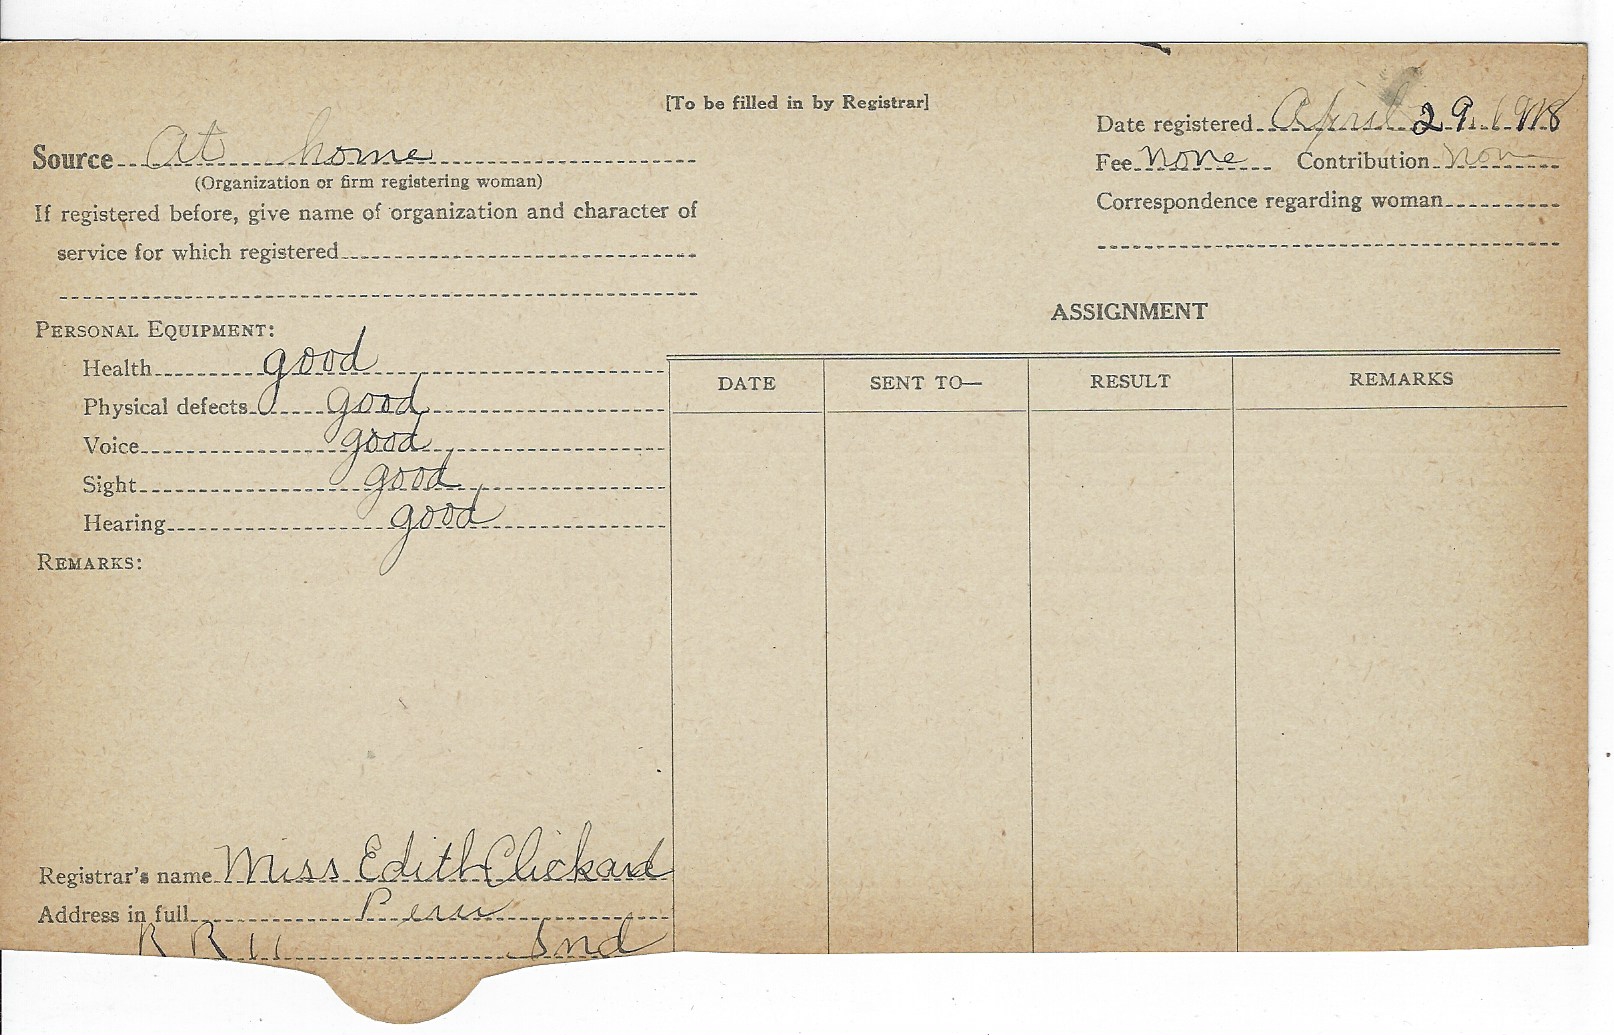 [To be filled in by Registrar]
Source At home
(Organization or firm registering woman)
If registered before, give name of organization and character of
service for which registered
Personal Equipment:
Health good
Physical defects good
Voice good
Sight good
Hearing good
Remarks:
Registrar's name Miss Edith Clickard
Address in full Peru
R R 11 Ind
Date registered April 29, 1918
Fee none Contribution non
Correspondence regarding woman
ASSIGNMENT
DATE SENT TO— RESULT REMARKS